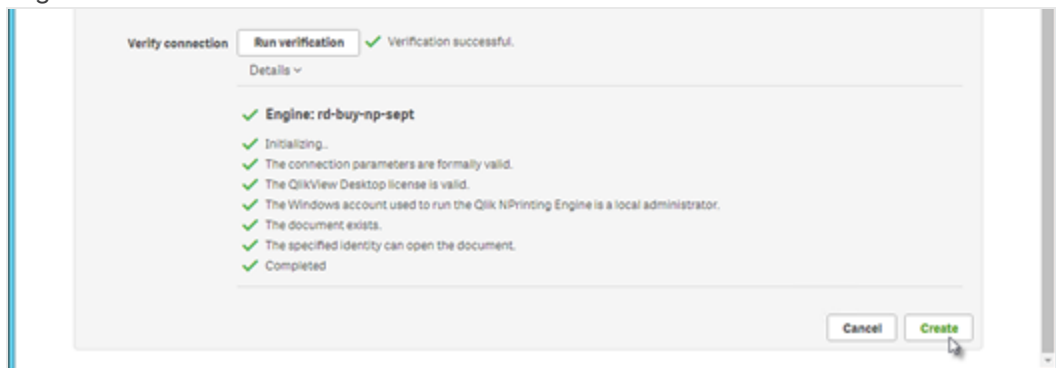 Verify connection Run verification Verification successful.
Details
Engine: rd-buy-np-sept
Initializing..
The connection parameters are formally valid.
The QlikView Desktop license is valid.
The Windows account used to run the Qlik NPrinting Engine is a local administrator.
The document exists.
The specified identity can open the document.
Completed
Cancel Create